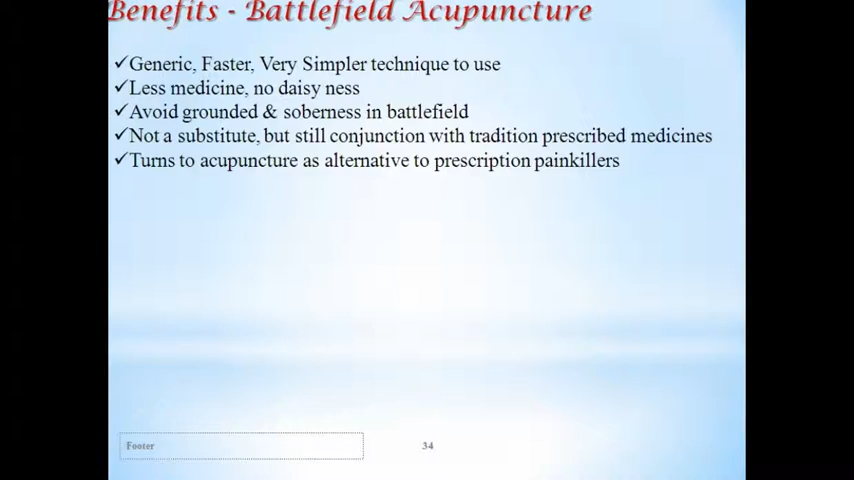 Benefits - Battlefield Acupuncture
✓Generic, Faster, Very Simpler technique to use
✓Less medicine, no daisy ness
✓Avoid grounded & soberness in battlefield
✓Not a substitute, but still conjunction with tradition prescribed medicines
✓Turns to acupuncture as alternative to prescription painkillers
Footer
34